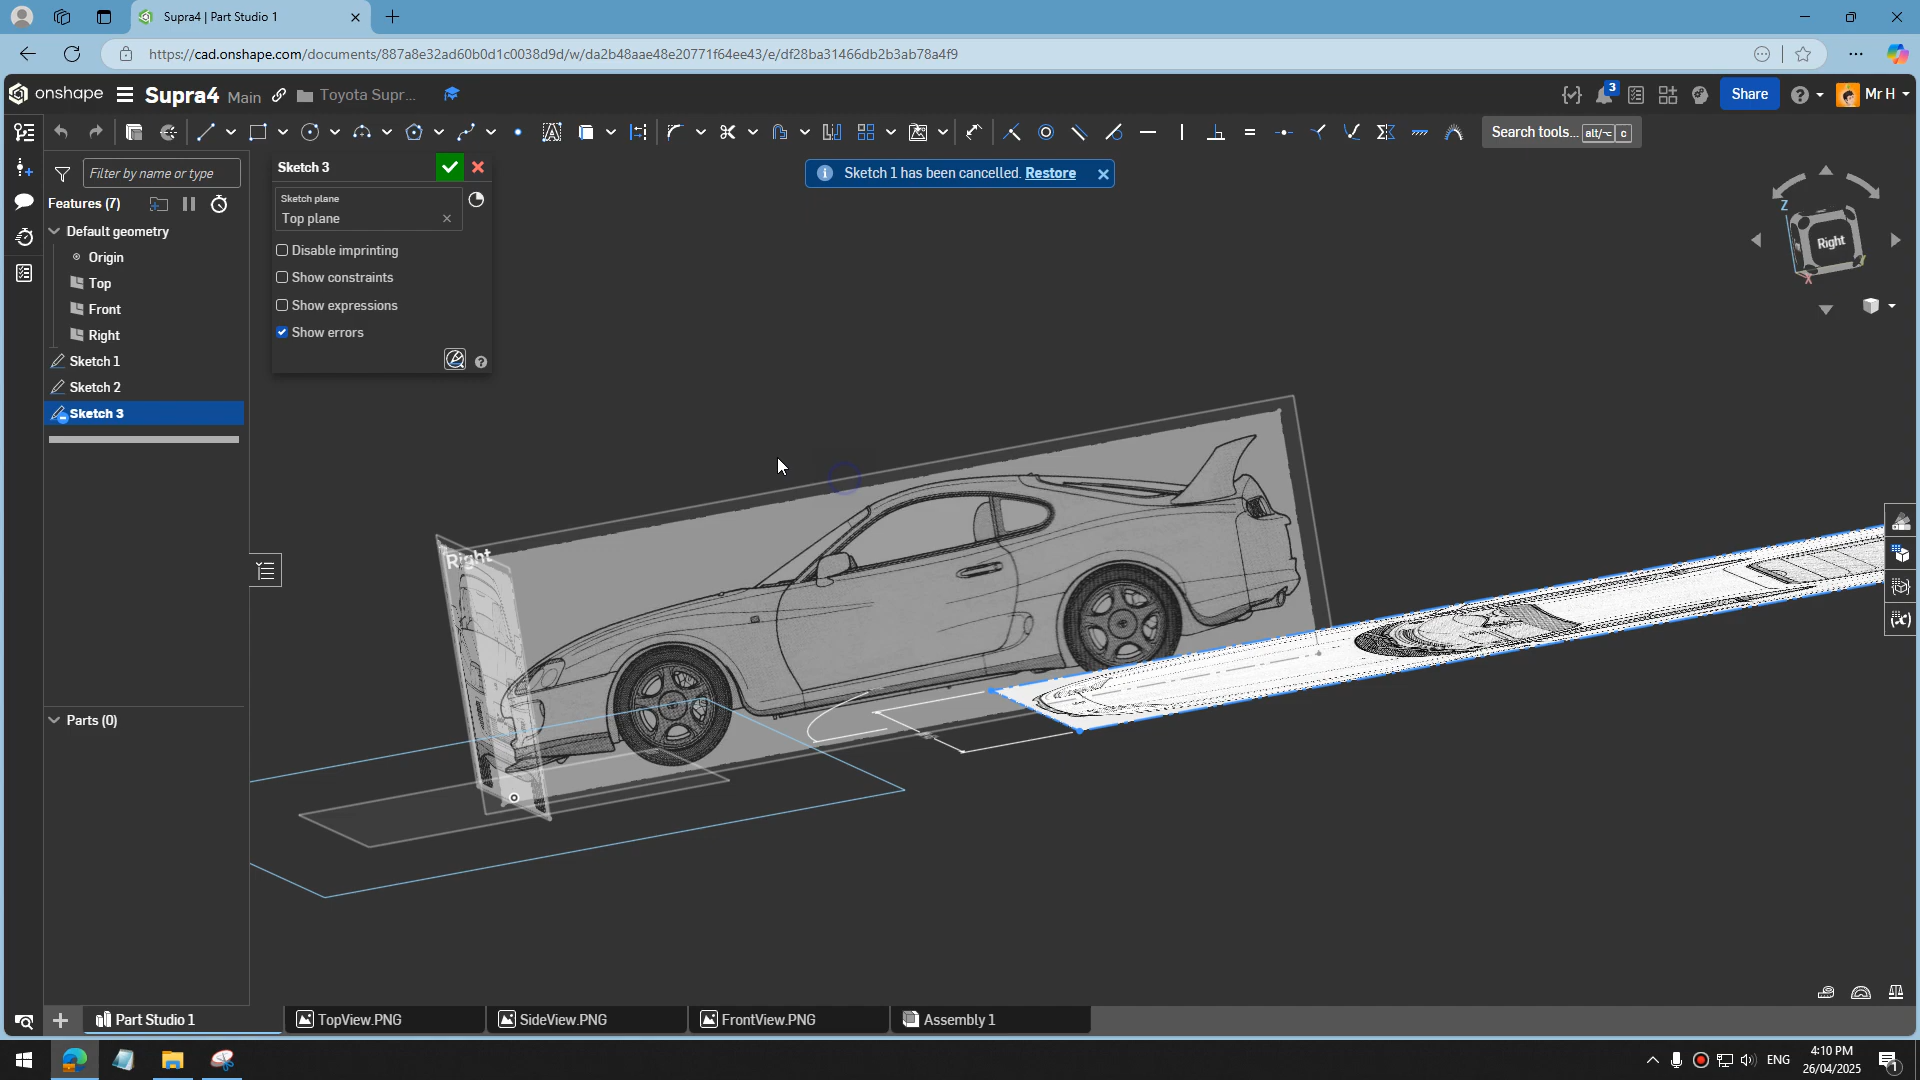 Supra4 | Part Studio 1
https://cad.onshape.com/documents/887a8e32ad60b0d1c0038d9d/w/da2b48aae48e20771f64ee43/e/df28ba31466db2b3ab78a4f9
onshape
Supra4 Main
Toyota Supr...
3
Share
Mr H
Search tools... alt/⌥ c
Filter by name or type
Features (7)
Default geometry
Origin
Top
Front
Right
Sketch 1
Sketch 2
Sketch 3
Parts (0)
Sketch 3
Sketch plane
Top plane
Disable imprinting
Show constraints
Show expressions
Show errors
Sketch 1 has been cancelled. Restore
Z
Right
X
Right
Part Studio 1
TopView.PNG
SideView.PNG
FrontView.PNG
Assembly 1
ENG
4:10 PM
26/04/2025
1